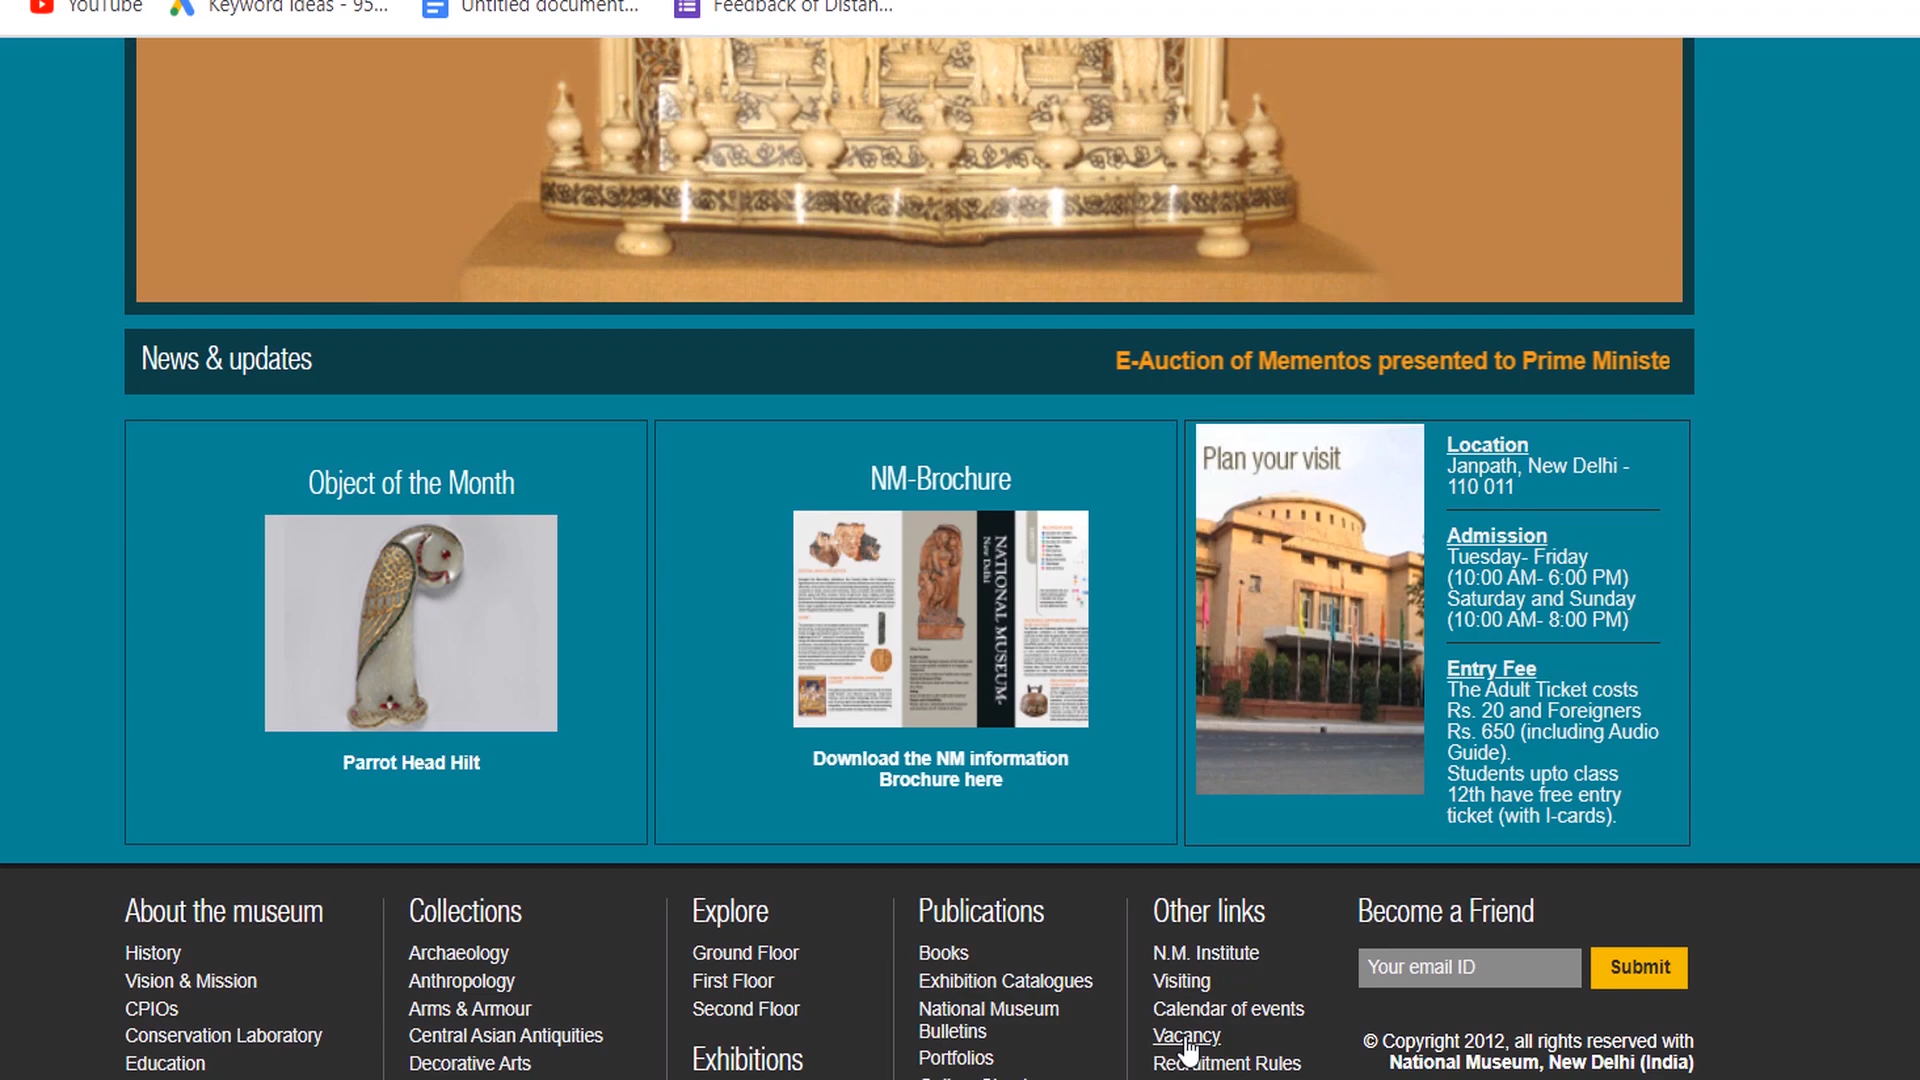 YouTube
Keyword Ideas - 95...
Untitled document...
Feedback of Distan...
News & updates
E-Auction of Mementos presented to Prime Ministe
Object of the Month
Parrot Head Hilt
NM-Brochure
NATIONAL MUSEUM-
New Delhi
Download the NM information
Brochure here
Plan your visit
Location
Janpath, New Delhi -
110 011
Admission
Tuesday- Friday
(10:00 AM- 6:00 PM)
Saturday and Sunday
(10:00 AM- 8:00 PM)
Entry Fee
The Adult Ticket costs
Rs. 20 and Foreigners
Rs. 650 (including Audio
Guide).
Students upto class
12th have free entry
ticket (with I-cards).
About the museum
History
Vision & Mission
CPIOs
Conservation Laboratory
Education
Collections
Archaeology
Anthropology
Arms & Armour
Central Asian Antiquities
Decorative Arts
Explore
Ground Floor
First Floor
Second Floor
Exhibitions
Publications
Books
Exhibition Catalogues
National Museum
Bulletins
Portfolios
Other links
N.M. Institute
Visiting
Calendar of events
Vacancy
Recruitment Rules
Become a Friend
Your email ID
Submit
© Copyright 2012, all rights reserved with
National Museum, New Delhi (India)